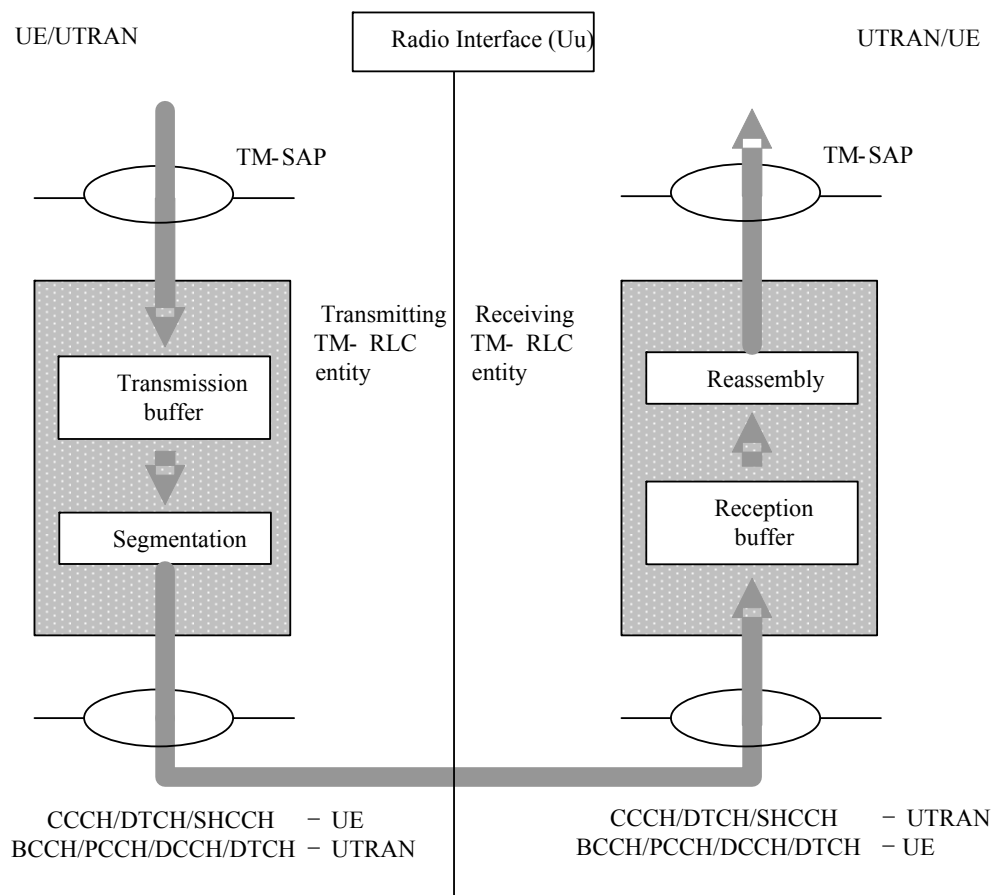 UE/UTRAN
Radio Interface (Uu)
UTRAN/UE
TM-SAP
TM-SAP
Transmitting
TM- RLC
entity
Receiving
TM- RLC
entity
Transmission
buffer
Segmentation
Reassembly
Reception
buffer
CCCH/DTCH/SHCCH – UE
BCCH/PCCH/DCCH/DTCH – UTRAN
CCCH/DTCH/SHCCH – UTRAN
BCCH/PCCH/DCCH/DTCH – UE